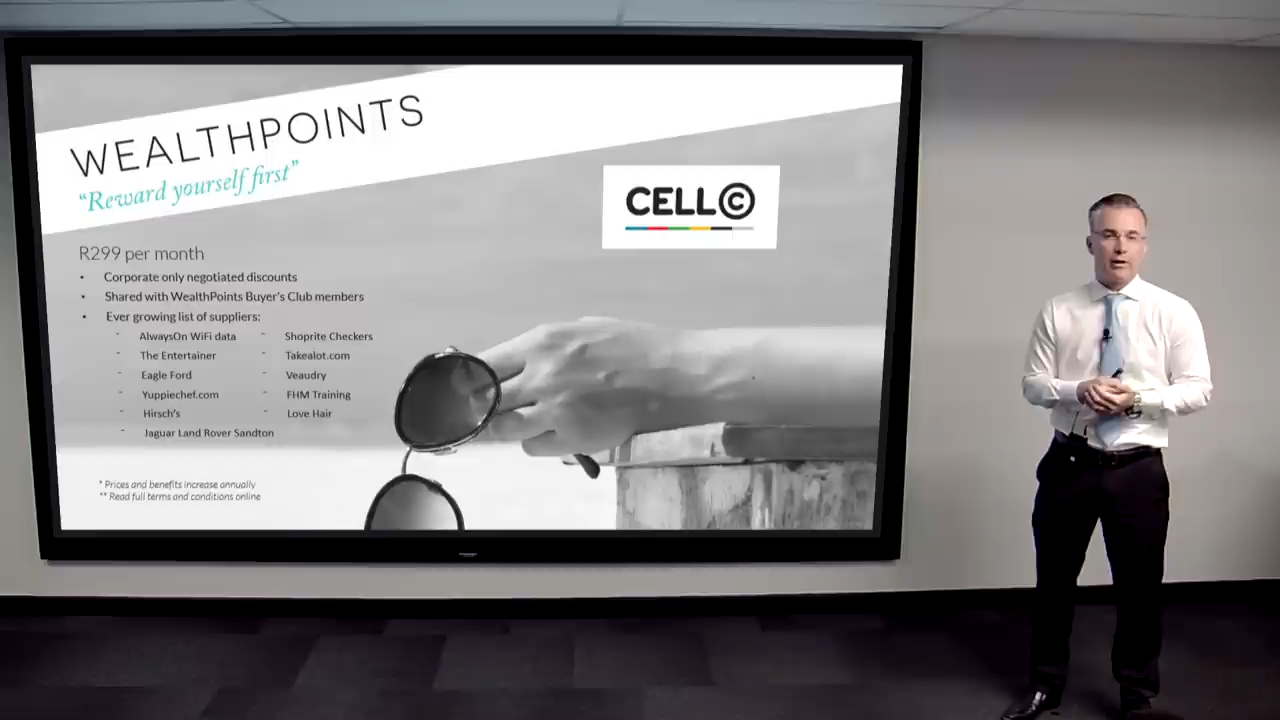 WEALTHPOINTS
“Reward yourself first”
CELL C
R299 per month
• Corporate only negotiated discounts
• Shared with WealthPoints Buyer's Club members
• Ever growing list of suppliers:
- AlwaysOn WiFi data - Shoprite Checkers
- The Entertainer - Takealot.com
- Eagle Ford - Veaudry
- Yuppiechef.com - FHM Training
- Hirsch's - Love Hair
- Jaguar Land Rover Sandton
* Prices and benefits increase annually
** Read full terms and conditions online